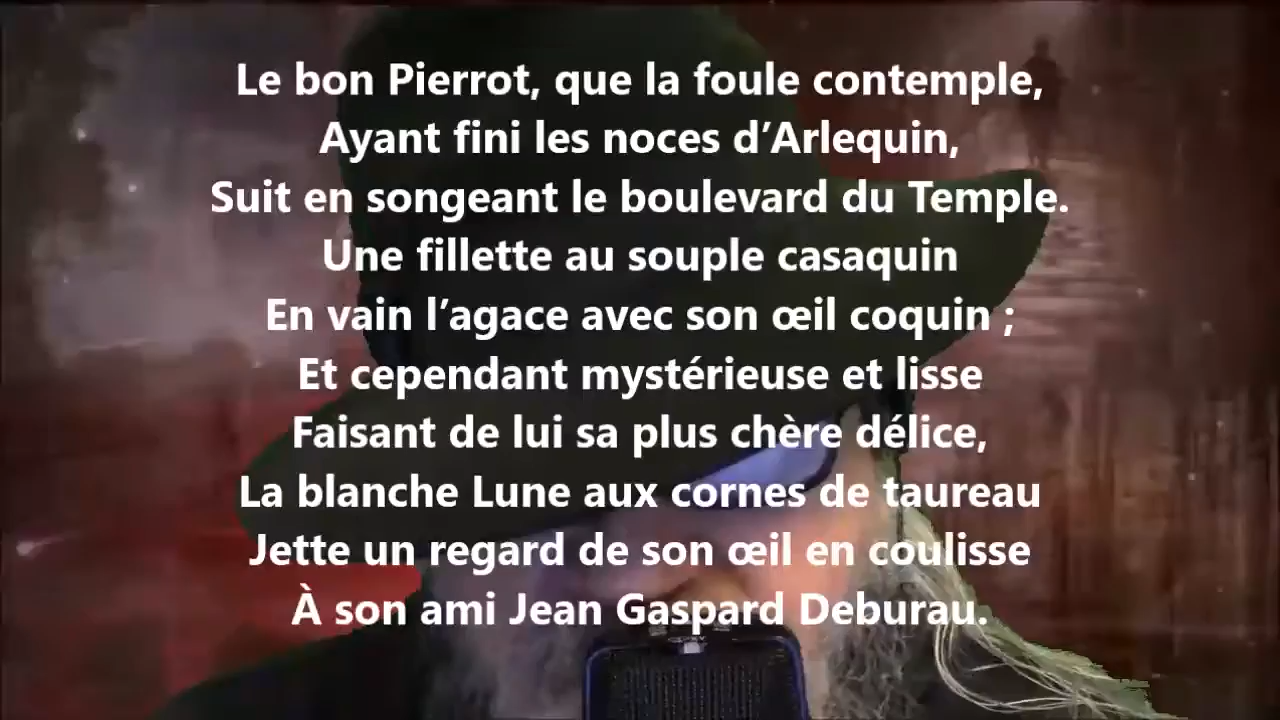 Le bon Pierrot, que la foule contemple,
Ayant fini les noces d’Arlequin,
Suit en songeant le boulevard du Temple.
Une fillette au souple casaquin
En vain l’agace avec son œil coquin ;
Et cependant mystérieuse et lisse
Faisant de lui sa plus chère délice,
La blanche Lune aux cornes de taureau
Jette un regard de son œil en coulisse
À son ami Jean Gaspard Deburau.